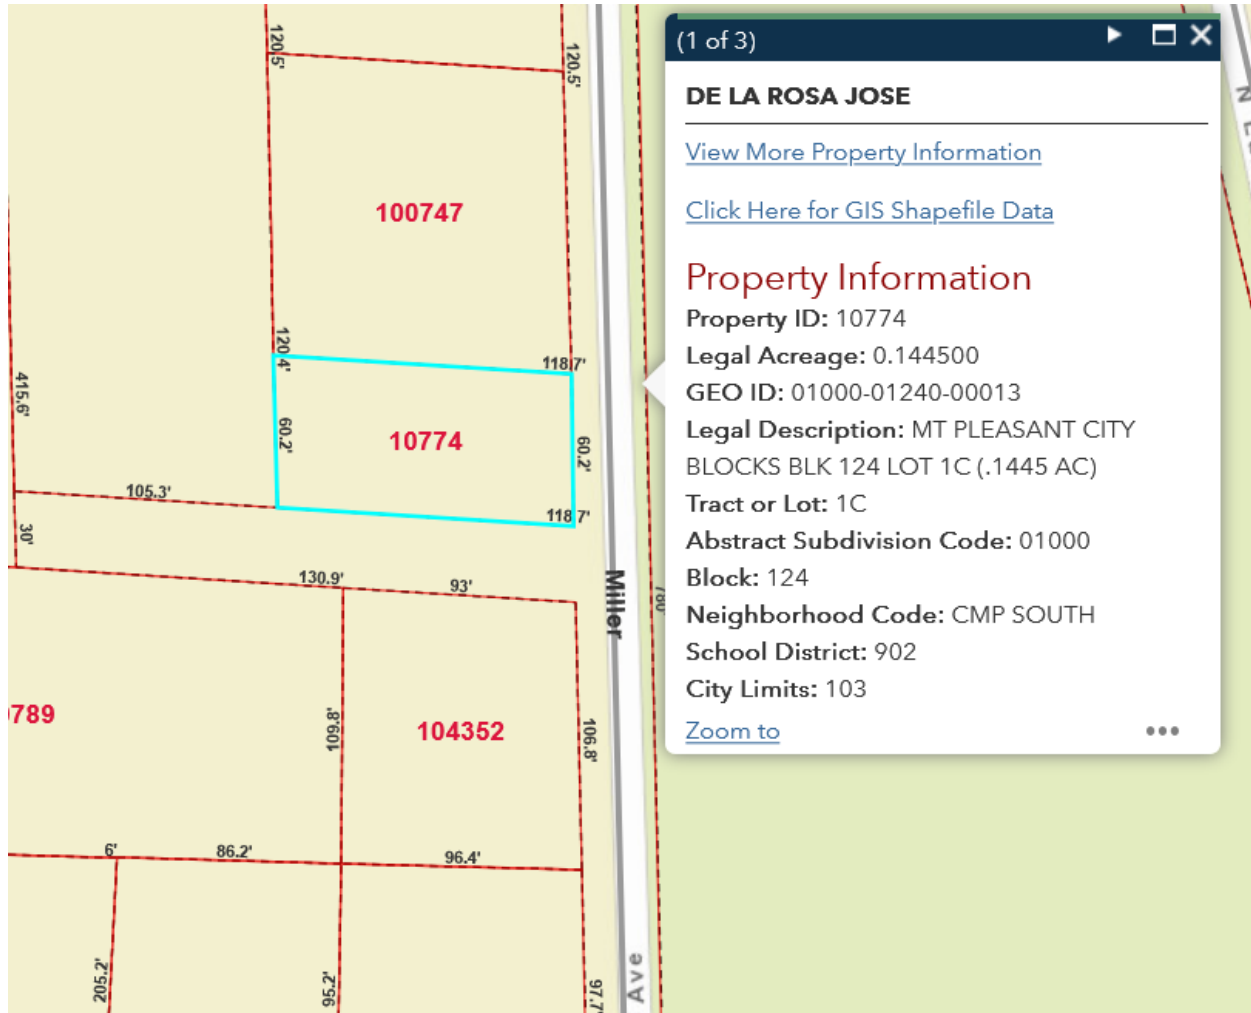 (1 of 3)
DE LA ROSA JOSE
View More Property Information
Click Here for GIS Shapefile Data
Property Information
Property ID: 10774
Legal Acreage: 0.144500
GEO ID: 01000-01240-00013
Legal Description: MT PLEASANT CITY
BLOCKS BLK 124 LOT 1C (.1445 AC)
Tract or Lot: 1C
Abstract Subdivision Code: 01000
Block: 124
Neighborhood Code: CMP SOUTH
School District: 902
City Limits: 103
Zoom to
120.5'
120.5'
100747
120.4'
118.7'
415.6'
60.2'
10774
60.2'
105.3'
118.7'
30'
130.9'
93'
Miller
780'
789
109.8'
104352
106.8'
6'
86.2'
96.4'
205.2'
95.2'
97.7'
Ave
N